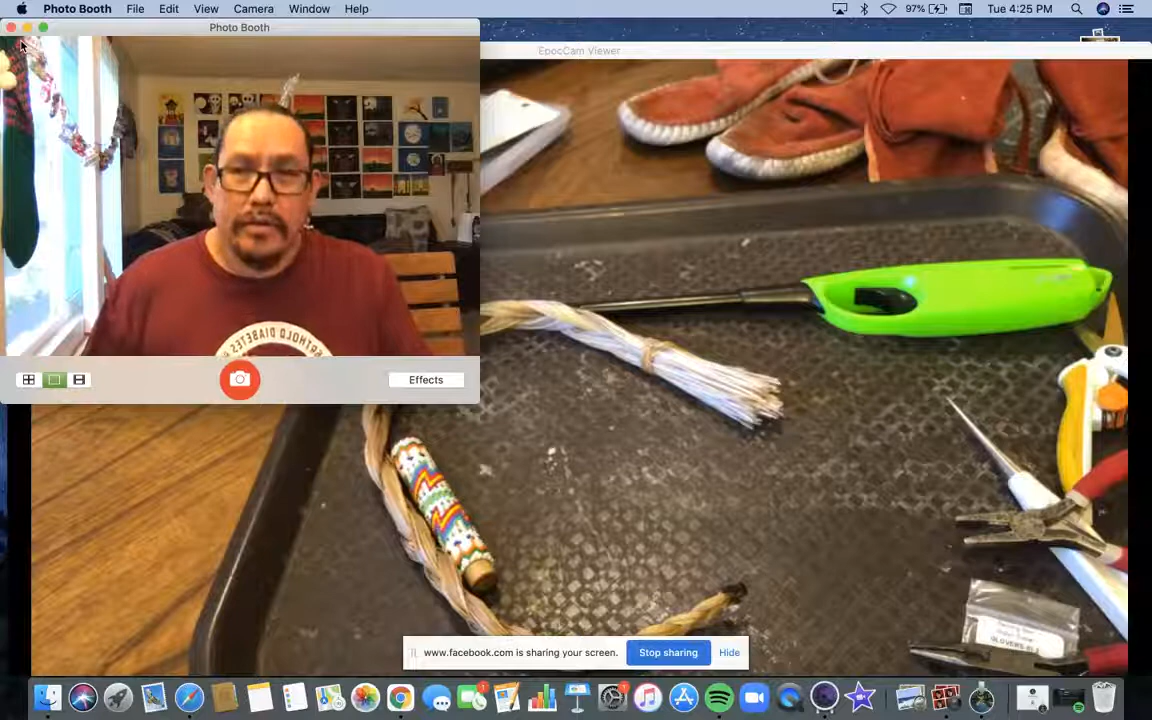 Photo Booth File Edit View Camera Window Help 97% Tue 4:25 PM
Photo Booth
EpocCam Viewer
Effects
www.facebook.com is sharing your screen. Stop sharing Hide